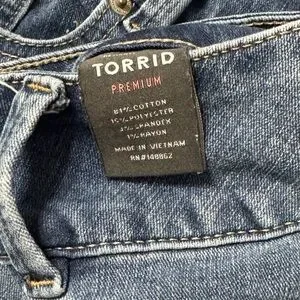 TORRID
PREMIUM
81% COTTON
15% POLYESTER
3% SPANDEX
1% RAYON
MADE IN VIETNAM
RN#148862